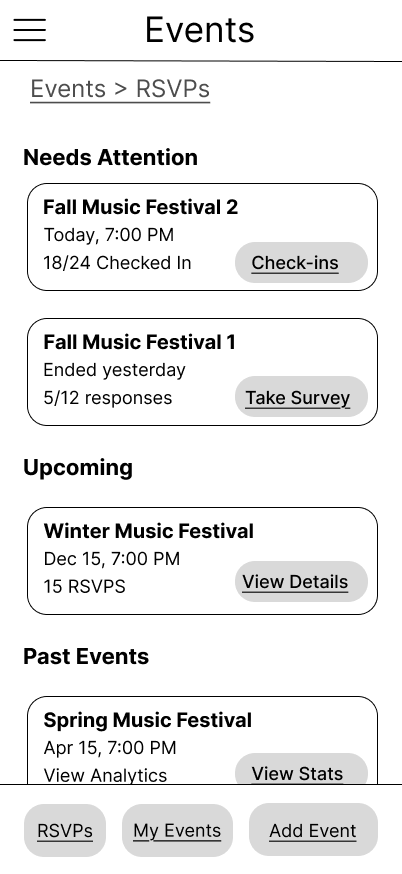 Events
Events > RSVPs
Needs Attention
Fall Music Festival 2
Today, 7:00 PM
18/24 Checked In
Check-ins
Fall Music Festival 1
Ended yesterday
5/12 responses
Take Survey
Upcoming
Winter Music Festival
Dec 15, 7:00 PM
15 RSVPS
View Details
Past Events
Spring Music Festival
Apr 15, 7:00 PM
View Analytics
View Stats
RSVPs
My Events
Add Event